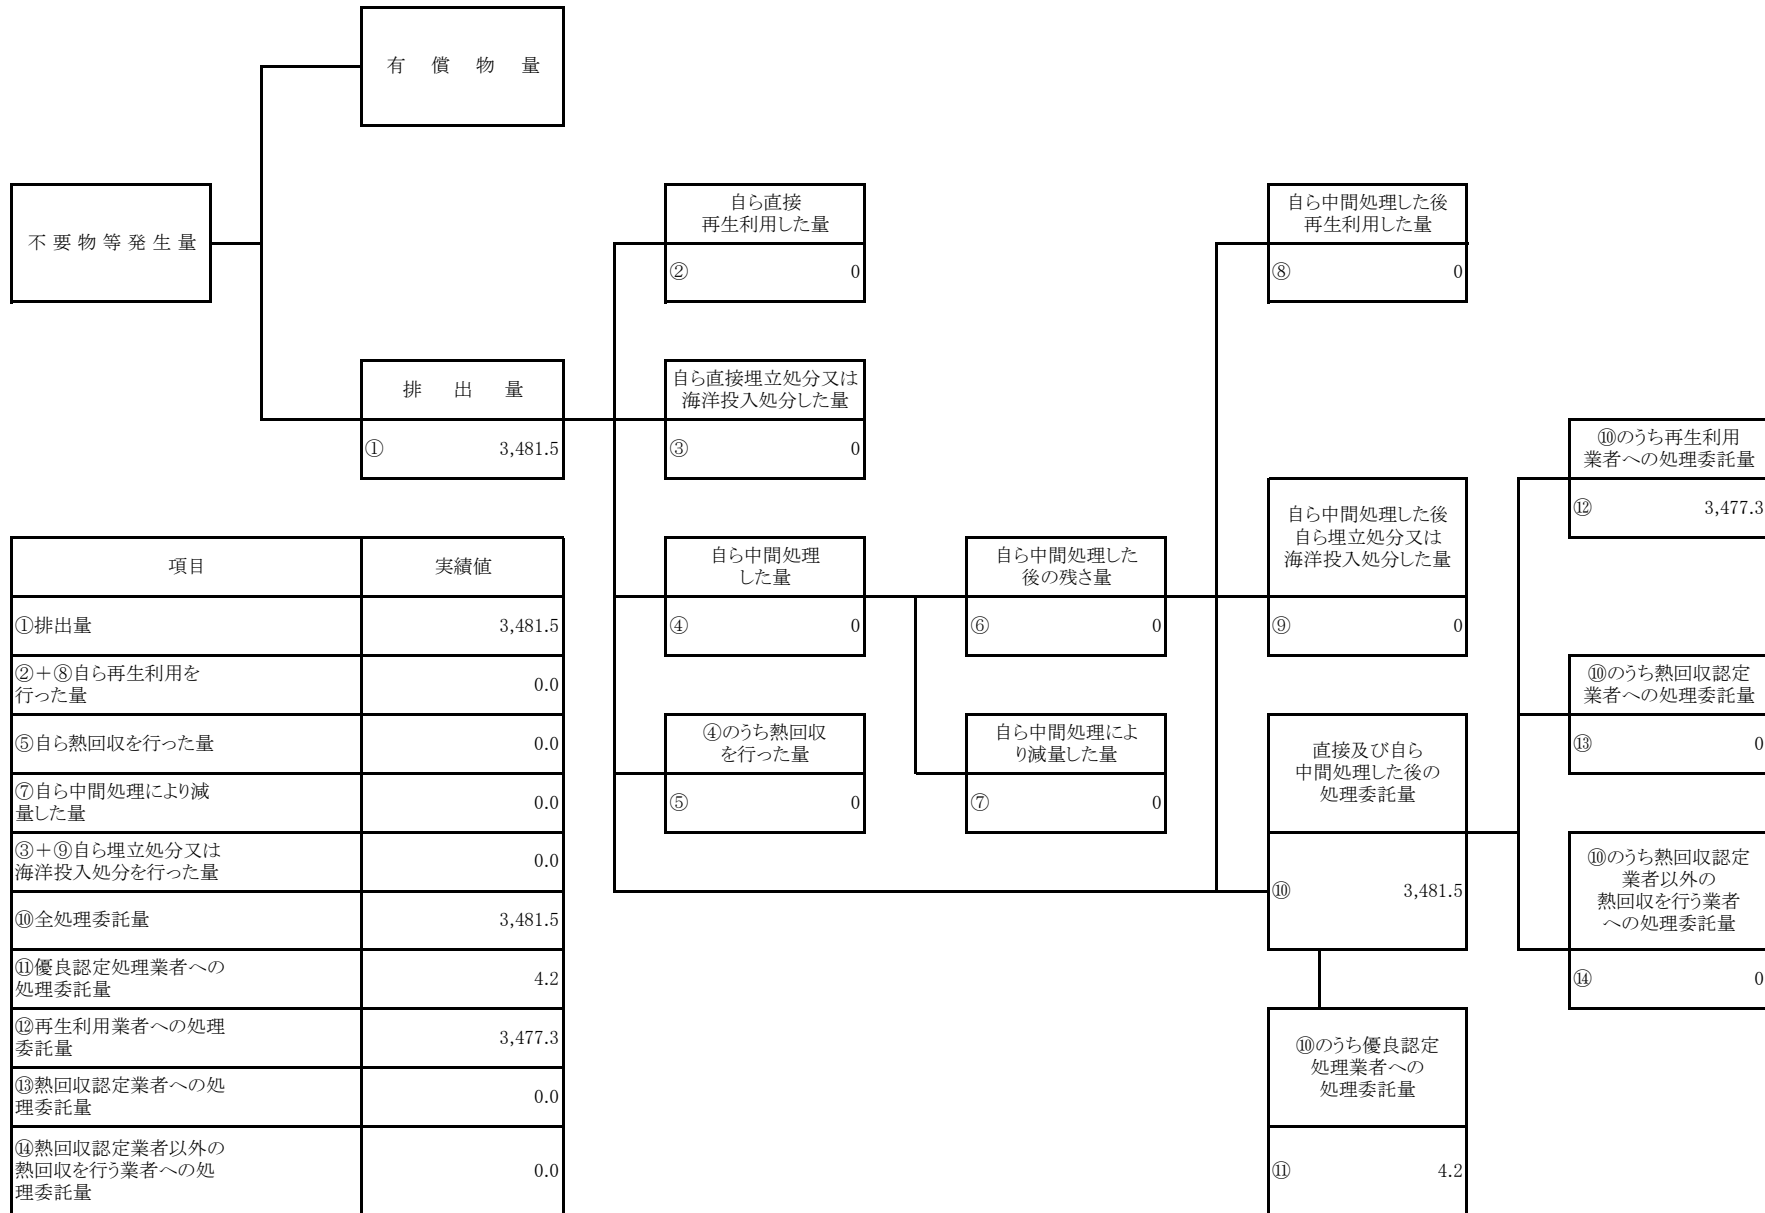 有償物量
不要物等発生量
自ら直接
再生利用した量
② 0
自ら中間処理した後
再生利用した量
⑧ 0
排出量
① 3,481.5
自ら直接埋立処分又は
海洋投入処分した量
③ 0
⑩のうち再生利用
業者への処理委託量
⑫ 3,477.3
自ら中間処理した後
自ら埋立処分又は
海洋投入処分した量
⑨ 0
自ら中間処理
した量
④ 0
自ら中間処理した
後の残さ量
⑥ 0
⑩のうち熱回収認定
業者への処理委託量
⑬ 0
④のうち熱回収
を行った量
⑤ 0
自ら中間処理によ
り減量した量
⑦ 0
直接及び自ら
中間処理した後の
処理委託量
⑩ 3,481.5
⑩のうち熱回収認定
業者以外の
熱回収を行う業者
への処理委託量
⑭ 0
⑩のうち優良認定
処理業者への
処理委託量
⑪ 4.2
項目 実績値
①排出量 3,481.5
②+⑧自ら再生利用を
行った量 0.0
⑤自ら熱回収を行った量 0.0
⑦自ら中間処理により減
量した量 0.0
③+⑨自ら埋立処分又は
海洋投入処分を行った量 0.0
⑩全処理委託量 3,481.5
⑪優良認定処理業者への
処理委託量 4.2
⑫再生利用業者への処理
委託量 3,477.3
⑬熱回収認定業者への処
理委託量 0.0
⑭熱回収認定業者以外の
熱回収を行う業者への処
理委託量 0.0